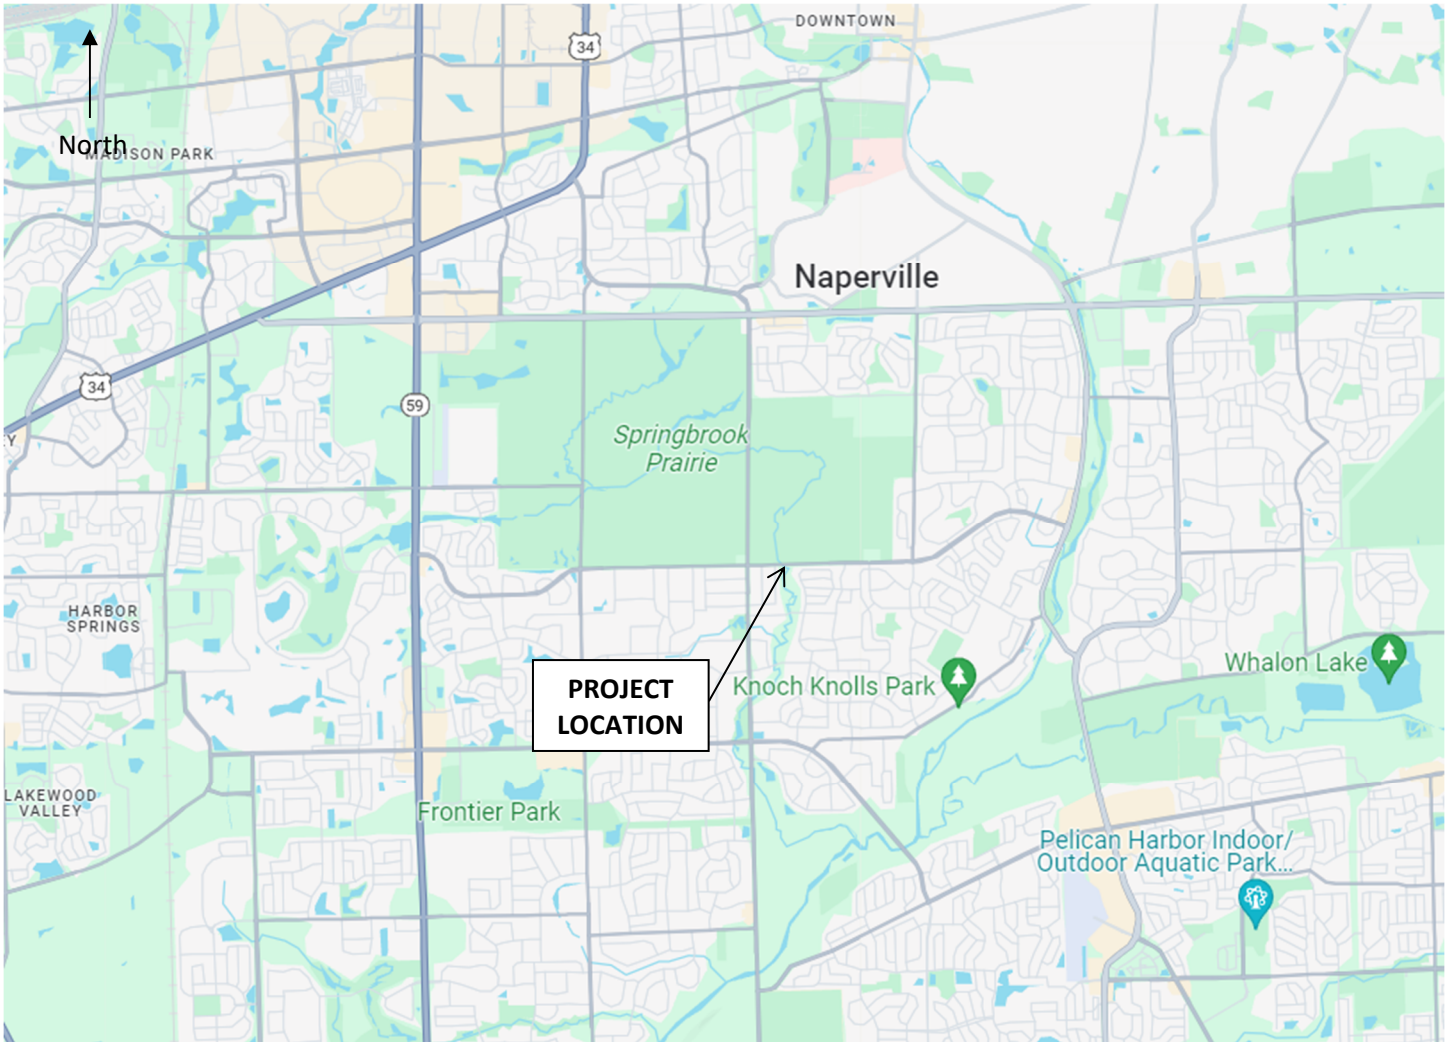 DOWNTOWN
34
North
MADISON PARK
Naperville
34
59
Y
Springbrook
Prairie
HARBOR
SPRINGS
Whalon Lake
PROJECT
LOCATION
Knoch Knolls Park
LAKEWOOD
VALLEY
Frontier Park
Pelican Harbor Indoor/
Outdoor Aquatic Park...